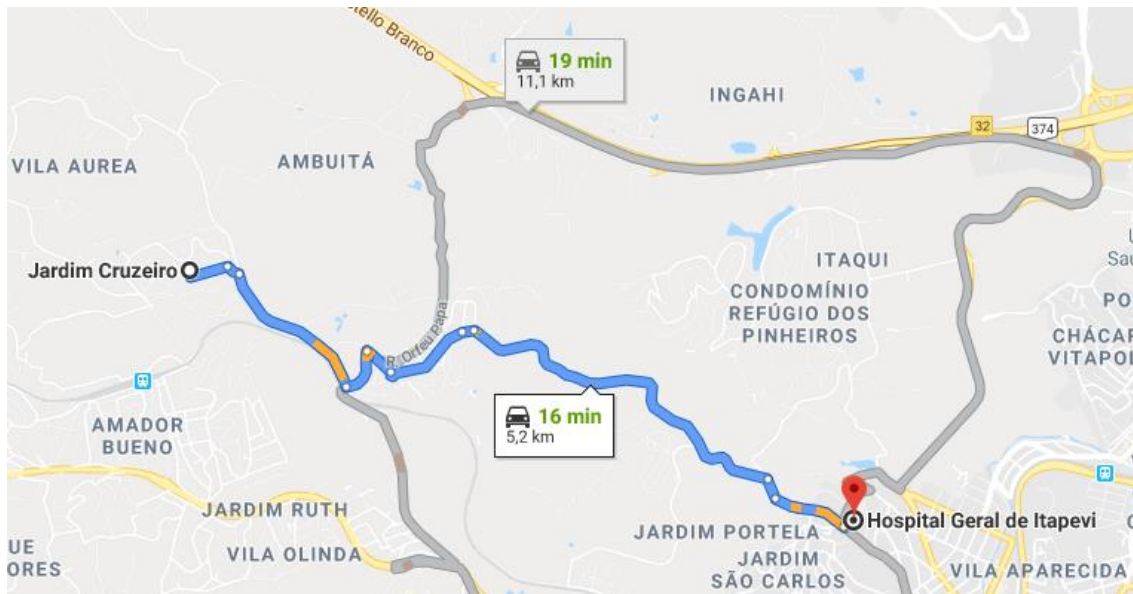 stello Branco
19 min
11,1 km
INGAHI
32
374
VILA AUREA
AMBUITÁ
Jardim Cruzeiro
ITAQUI
CONDOMÍNIO
REFÚGIO DOS
PINHEIROS
U
Sau
PO
CHÁCAR
VITAPOL
R. Orfeu Papa
16 min
5,2 km
AMADOR
BUENO
JARDIM RUTH
VILA OLINDA
UE
ORES
JARDIM PORTELA
JARDIM
SÃO CARLOS
Hospital Geral de Itapevi
VILA APARECIDA